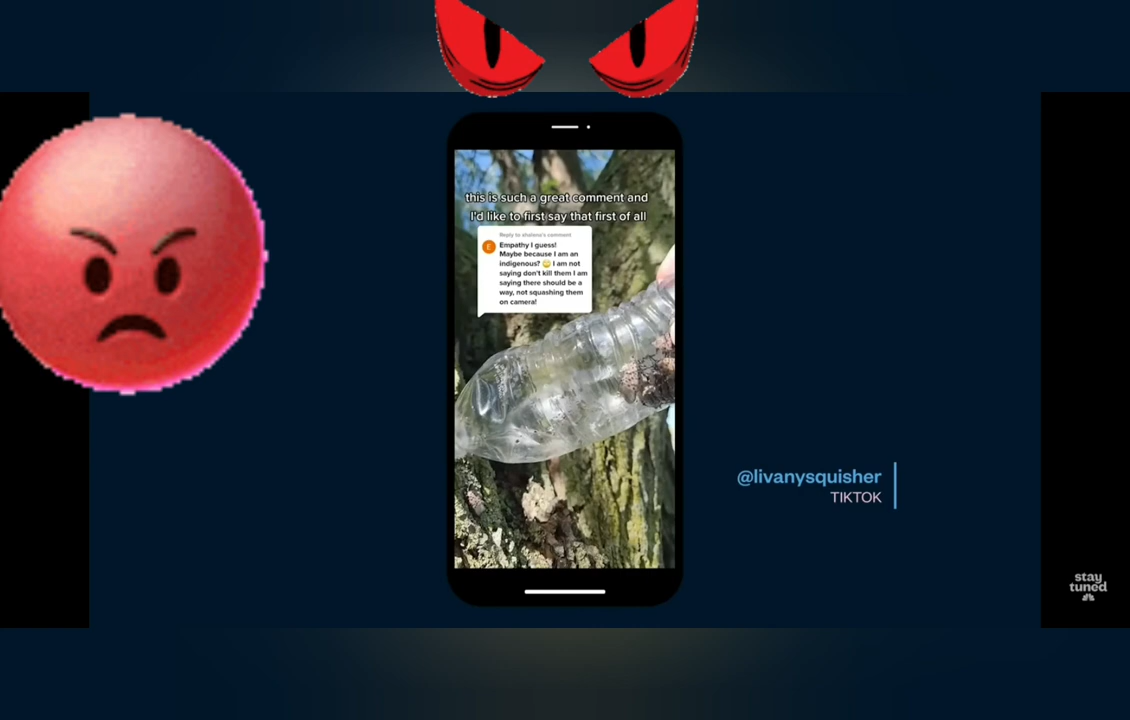 this is such a great comment and
I'd like to first say that first of all
Reply to shalena's comment
E
Empathy I guess!
Maybe because I am an
indigenous? 🙄 I am not
saying don't kill them I am
saying there should be a
way, not squashing them
on camera!
@livanysquisher
TIKTOK
stay
tuned